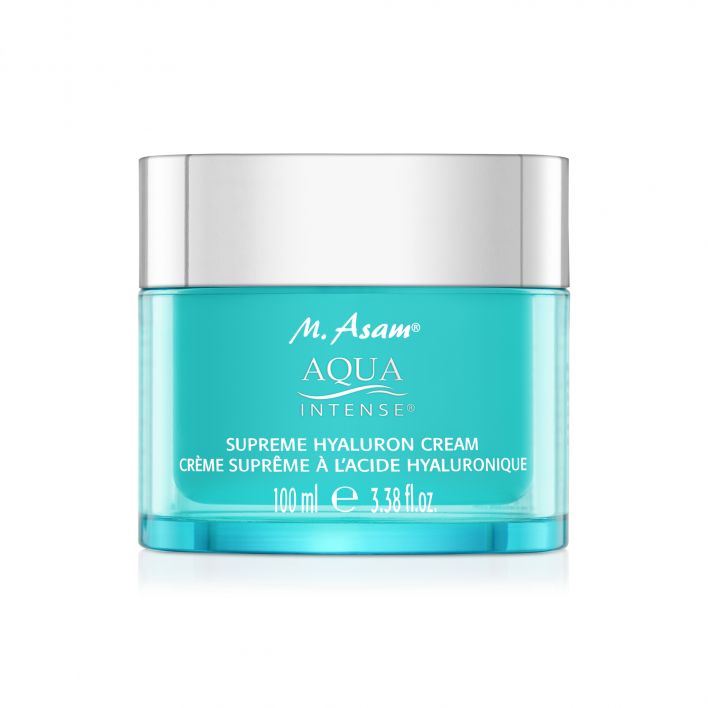 M. Asam®
AQUA
INTENSE®
SUPREME HYALURON CREAM
CRÈME SUPRÊME À L'ACIDE HYALURONIQUE
100 ml ℮ 3.38 fl.oz.